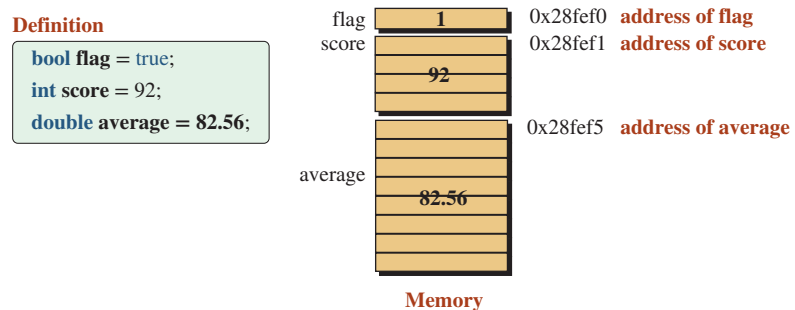 Definition
bool flag = true;
int score = 92;
double average = 82.56;
flag 1 0x28fef0 address of flag
score 0x28fef1 address of score
92
0x28fef5 address of average
average
82.56
Memory